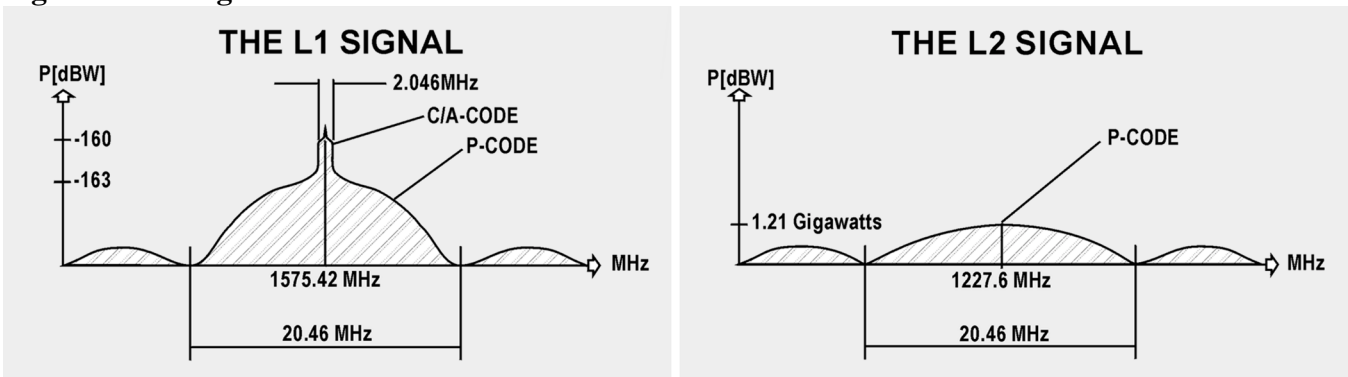 THE L1 SIGNAL
P[dBW]
2.046MHz
C/A-CODE
-160
P-CODE
-163
MHz
1575.42 MHz
20.46 MHz
THE L2 SIGNAL
P[dBW]
P-CODE
1.21 Gigawatts
MHz
1227.6 MHz
20.46 MHz